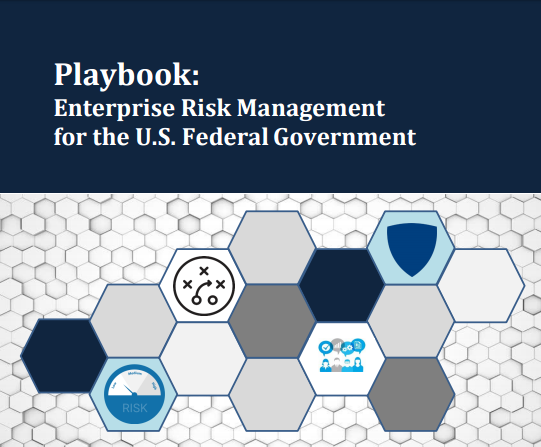 Playbook:
Enterprise Risk Management
for the U.S. Federal Government
RISK